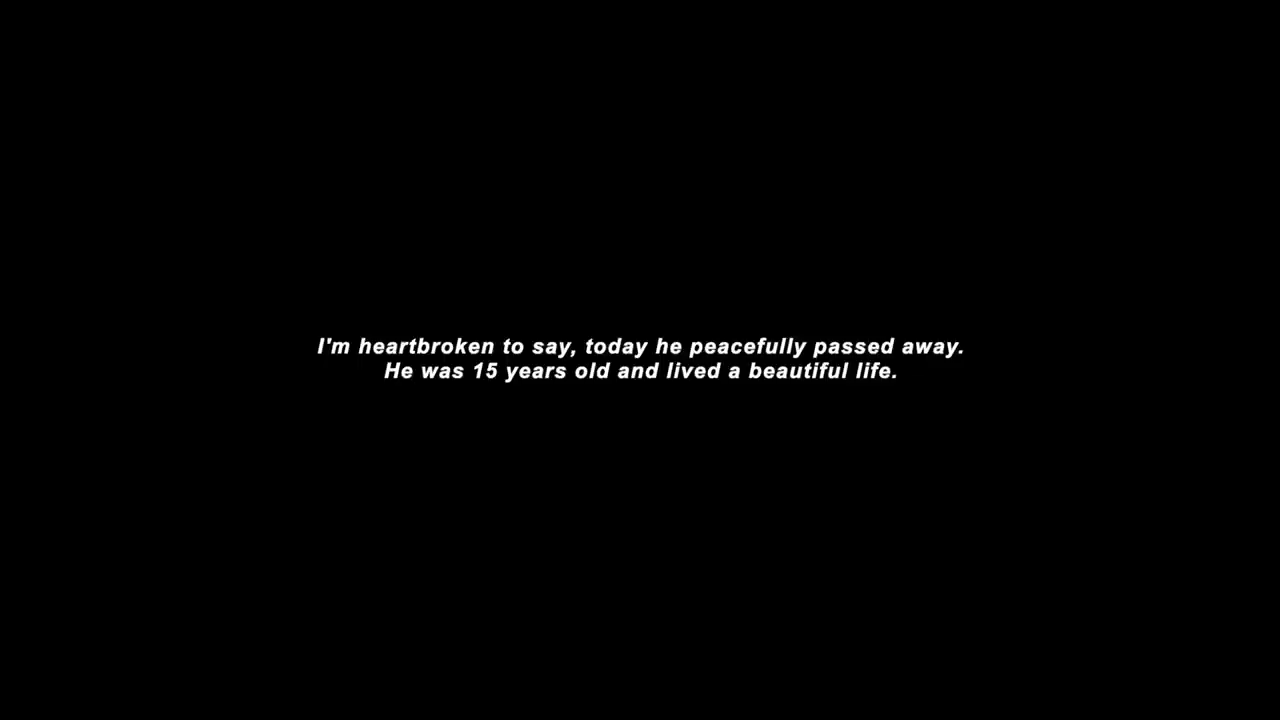 I'm heartbroken to say, today he peacefully passed away.
He was 15 years old and lived a beautiful life.